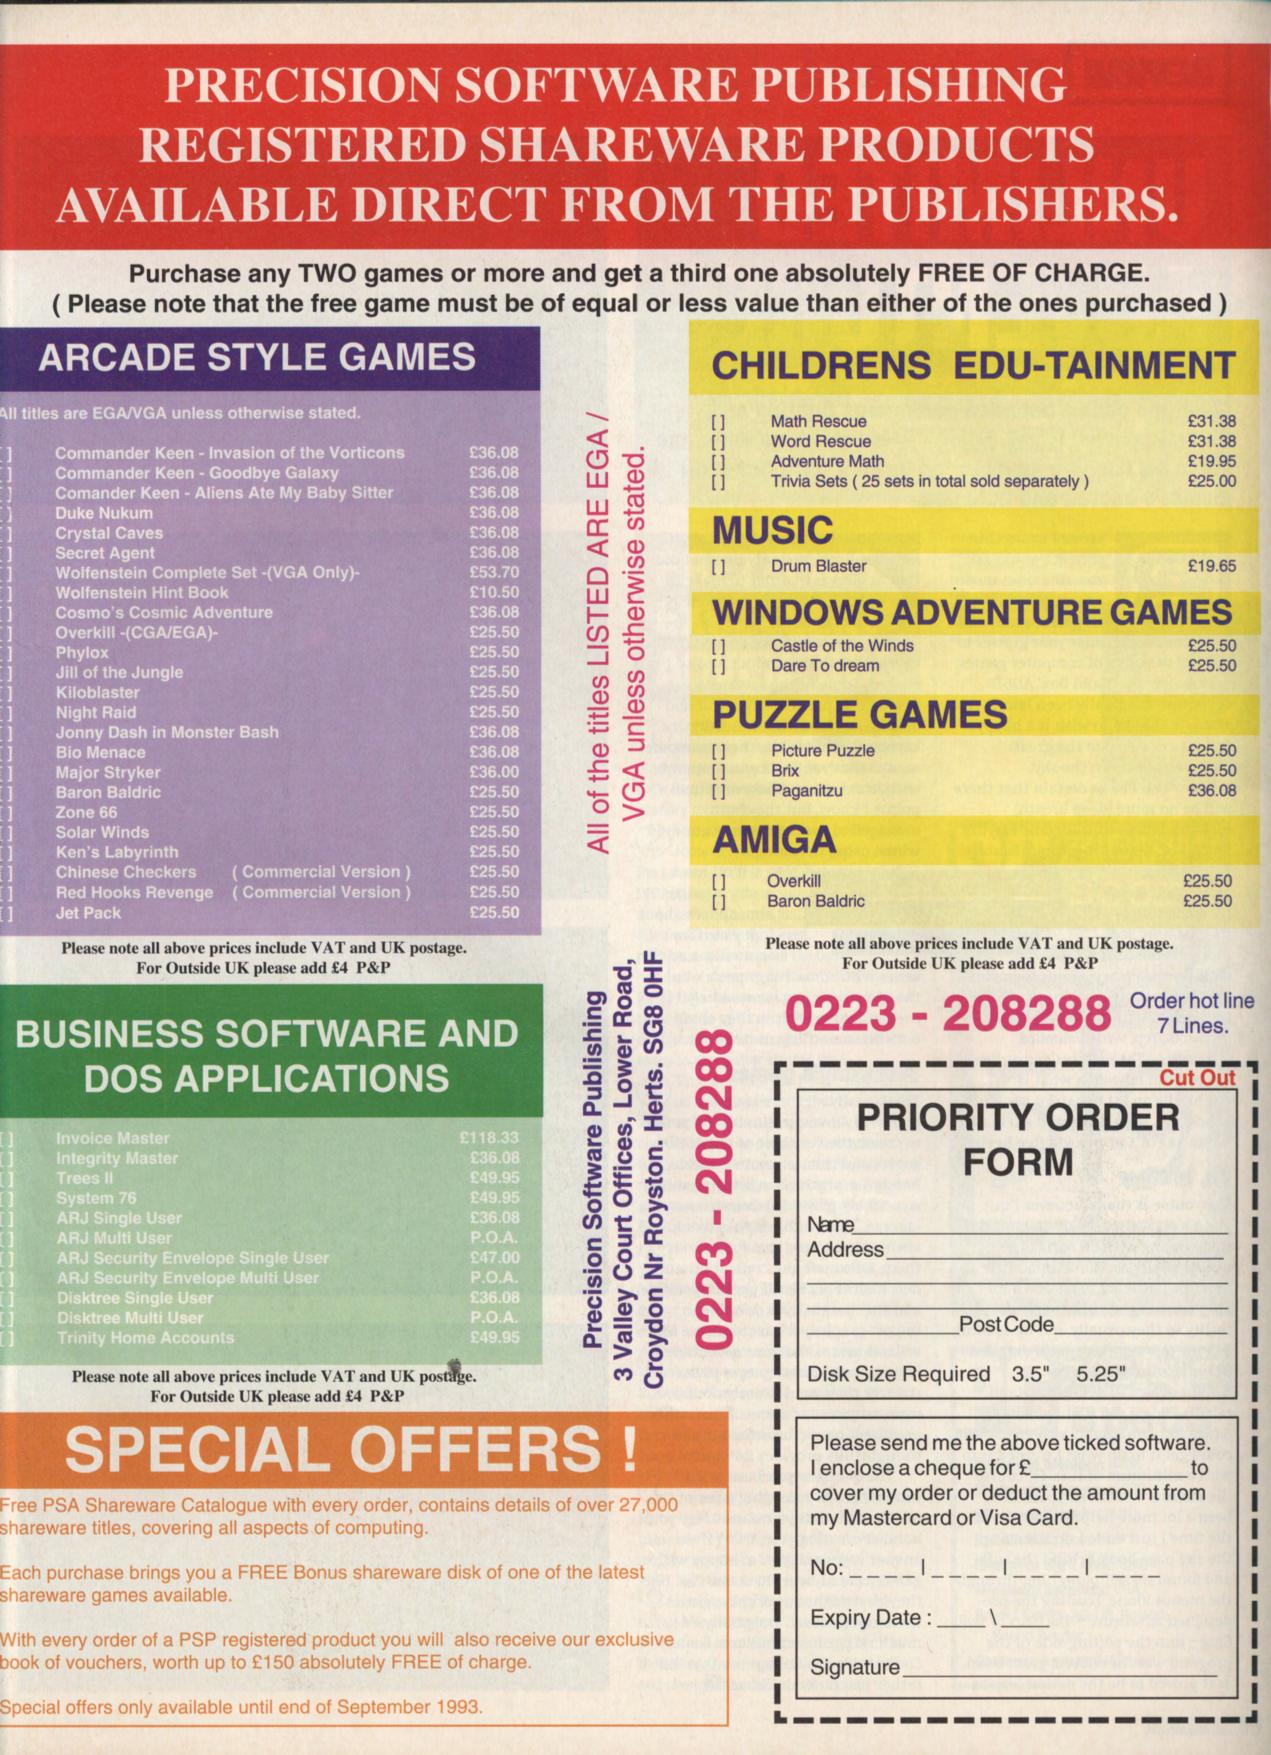 PRECISION SOFTWARE PUBLISHING
REGISTERED SHAREWARE PRODUCTS
AVAILABLE DIRECT FROM THE PUBLISHERS.
Purchase any TWO games or more and get a third one absolutely FREE OF CHARGE.
( Please note that the free game must be of equal or less value than either of the ones purchased )
ARCADE STYLE GAMES
All titles are EGA/VGA unless otherwise stated.
[ ] Commander Keen - Invasion of the Vorticons £36.08
[ ] Commander Keen - Goodbye Galaxy £36.08
[ ] Comander Keen - Aliens Ate My Baby Sitter £36.08
[ ] Duke Nukum £36.08
[ ] Crystal Caves £36.08
[ ] Secret Agent £36.08
[ ] Wolfenstein Complete Set -(VGA Only)- £53.70
[ ] Wolfenstein Hint Book £10.50
[ ] Cosmo's Cosmic Adventure £36.08
[ ] Overkill -(CGA/EGA)- £25.50
[ ] Phylox £25.50
[ ] Jill of the Jungle £25.50
[ ] Kiloblaster £25.50
[ ] Night Raid £25.50
[ ] Jonny Dash in Monster Bash £36.08
[ ] Bio Menace £36.08
[ ] Major Stryker £36.00
[ ] Baron Baldric £25.50
[ ] Zone 66 £25.50
[ ] Solar Winds £25.50
[ ] Ken's Labyrinth £25.50
[ ] Chinese Checkers ( Commercial Version ) £25.50
[ ] Red Hooks Revenge ( Commercial Version ) £25.50
[ ] Jet Pack £25.50
Please note all above prices include VAT and UK postage.
For Outside UK please add £4 P&P
BUSINESS SOFTWARE AND
DOS APPLICATIONS
[ ] Invoice Master £118.33
[ ] Integrity Master £36.08
[ ] Trees II £49.95
[ ] System 76 £49.95
[ ] ARJ Single User £36.08
[ ] ARJ Multi User P.O.A.
[ ] ARJ Security Envelope Single User £47.00
[ ] ARJ Security Envelope Multi User P.O.A.
[ ] Disktree Single User £36.08
[ ] Disktree Multi User P.O.A.
[ ] Trinity Home Accounts £49.95
Please note all above prices include VAT and UK postage.
For Outside UK please add £4 P&P
SPECIAL OFFERS !
Free PSA Shareware Catalogue with every order, contains details of over 27,000
shareware titles, covering all aspects of computing.
Each purchase brings you a FREE Bonus shareware disk of one of the latest
shareware games available.
With every order of a PSP registered product you will also receive our exclusive
book of vouchers, worth up to £150 absolutely FREE of charge.
Special offers only available until end of September 1993.
All of the titles LISTED ARE EGA /
VGA unless otherwise stated.
Precision Software Publishing
3 Valley Court Offices, Lower Road,
Croydon Nr Royston. Herts. SG8 0HF
0223 - 208288
CHILDRENS EDU-TAINMENT
[ ] Math Rescue £31.38
[ ] Word Rescue £31.38
[ ] Adventure Math £19.95
[ ] Trivia Sets ( 25 sets in total sold separately ) £25.00
MUSIC
[ ] Drum Blaster £19.65
WINDOWS ADVENTURE GAMES
[ ] Castle of the Winds £25.50
[ ] Dare To dream £25.50
PUZZLE GAMES
[ ] Picture Puzzle £25.50
[ ] Brix £25.50
[ ] Paganitzu £36.08
AMIGA
[ ] Overkill £25.50
[ ] Baron Baldric £25.50
Please note all above prices include VAT and UK postage.
For Outside UK please add £4 P&P
0223 - 208288 Order hot line
7 Lines.
Cut Out
PRIORITY ORDER
FORM
Name
Address
Post Code
Disk Size Required 3.5" 5.25"
Please send me the above ticked software.
I enclose a cheque for £____________ to
cover my order or deduct the amount from
my Mastercard or Visa Card.
No: _ _ _ _ | _ _ _ _ | _ _ _ _ | _ _ _ _
Expiry Date : ____ \ ____
Signature